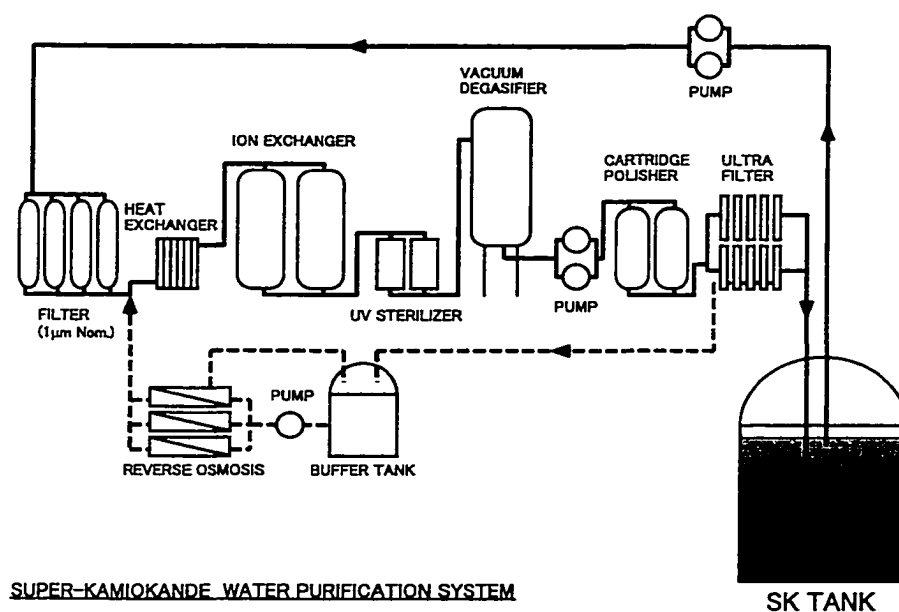 PUMP
VACUUM
DEGASIFIER
ION EXCHANGER
CARTRIDGE
POLISHER
ULTRA
FILTER
HEAT
EXCHANGER
FILTER
(1μm Nom.)
UV STERILIZER
PUMP
PUMP
REVERSE OSMOSIS
BUFFER TANK
SUPER-KAMIOKANDE WATER PURIFICATION SYSTEM
SK TANK